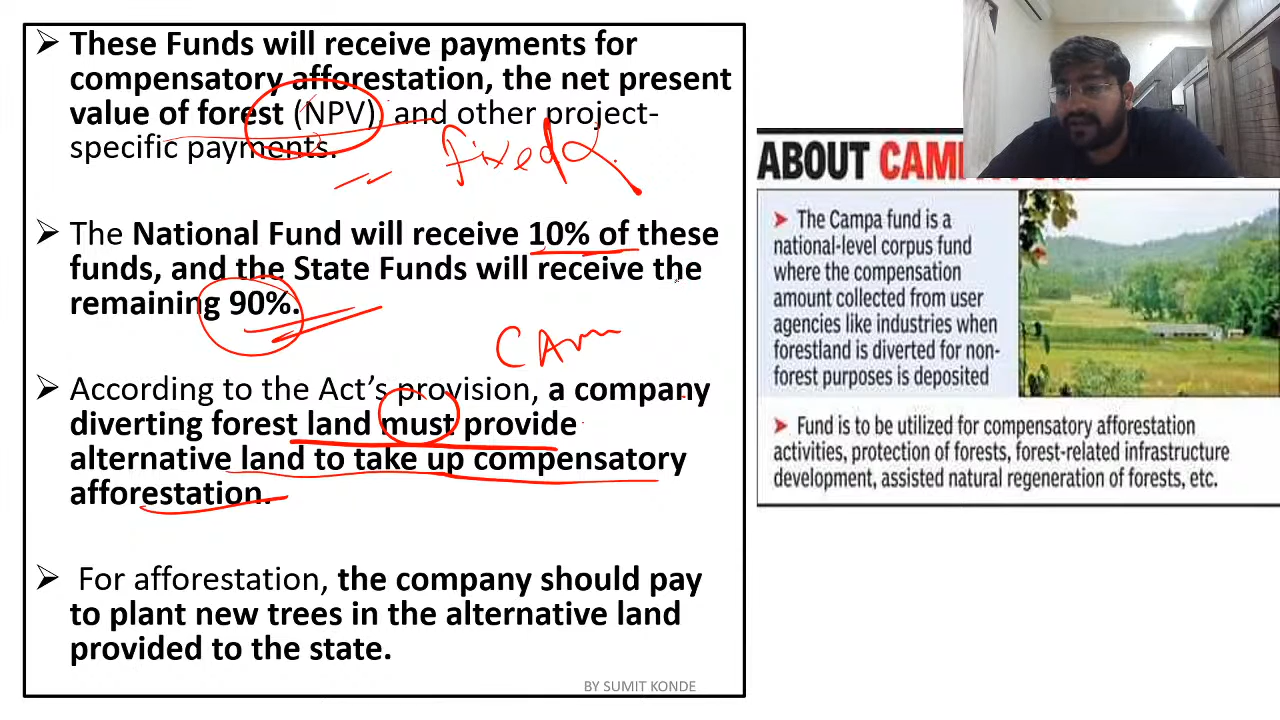 ➤ These Funds will receive payments for
compensatory afforestation, the net present
value of forest (NPV), and other project-
specific payments.
fixed
➤ The National Fund will receive 10% of these
funds, and the State Funds will receive the
remaining 90%.
➤ According to the Act’s provision, a company
diverting forest land must provide
alternative land to take up compensatory
afforestation.
➤ For afforestation, the company should pay
to plant new trees in the alternative land
provided to the state.
BY SUMIT KONDE
ABOUT
➤ The Campa fund is a
national-level corpus fund
where the compensation
amount collected from user
agencies like industries when
forestland is diverted for non-
forest purposes is deposited
➤ Fund is to be utilized for compensatory afforestation
activities, protection of forests, forest-related infrastructure
development, assisted natural regeneration of forests, etc.